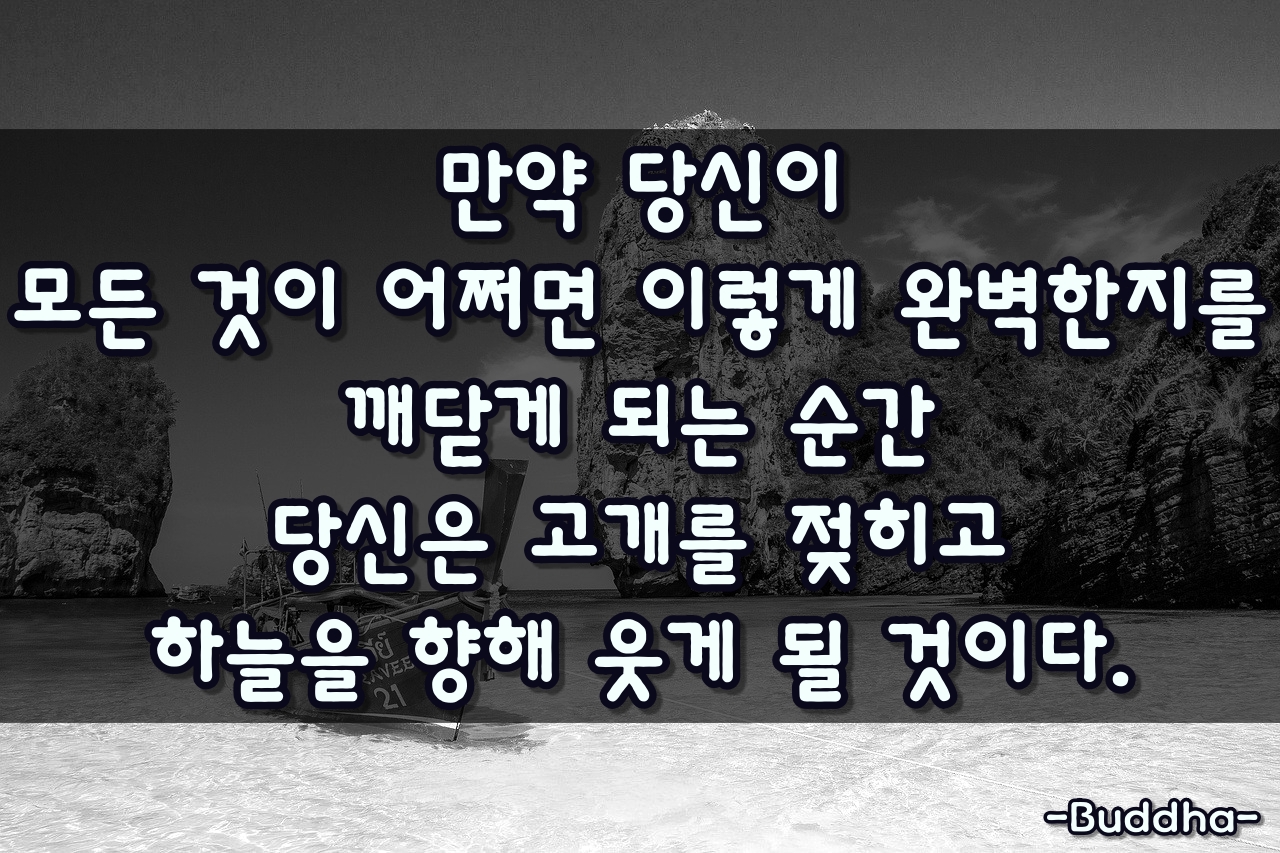 만약 당신이
모든 것이 어쩌면 이렇게 완벽한지를
깨닫게 되는 순간
당신은 고개를 젖히고
하늘을 향해 웃게 될 것이다.
21
-Buddha-